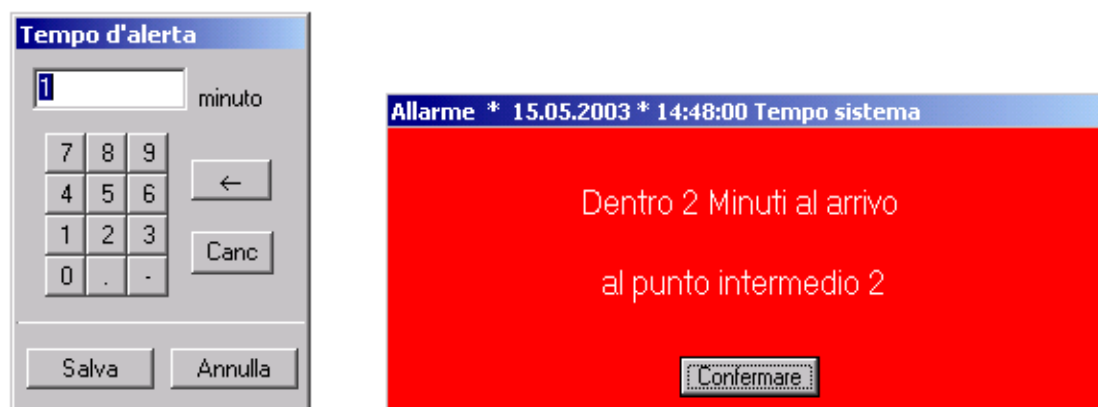 Tempo d'alerta
1 minuto
7 8 9
←
4 5 6
1 2 3
Canc
0 . -
Salva Annulla
Allarme * 15.05.2003 * 14:48:00 Tempo sistema
Dentro 2 Minuti al arrivo
al punto intermedio 2
Confermare